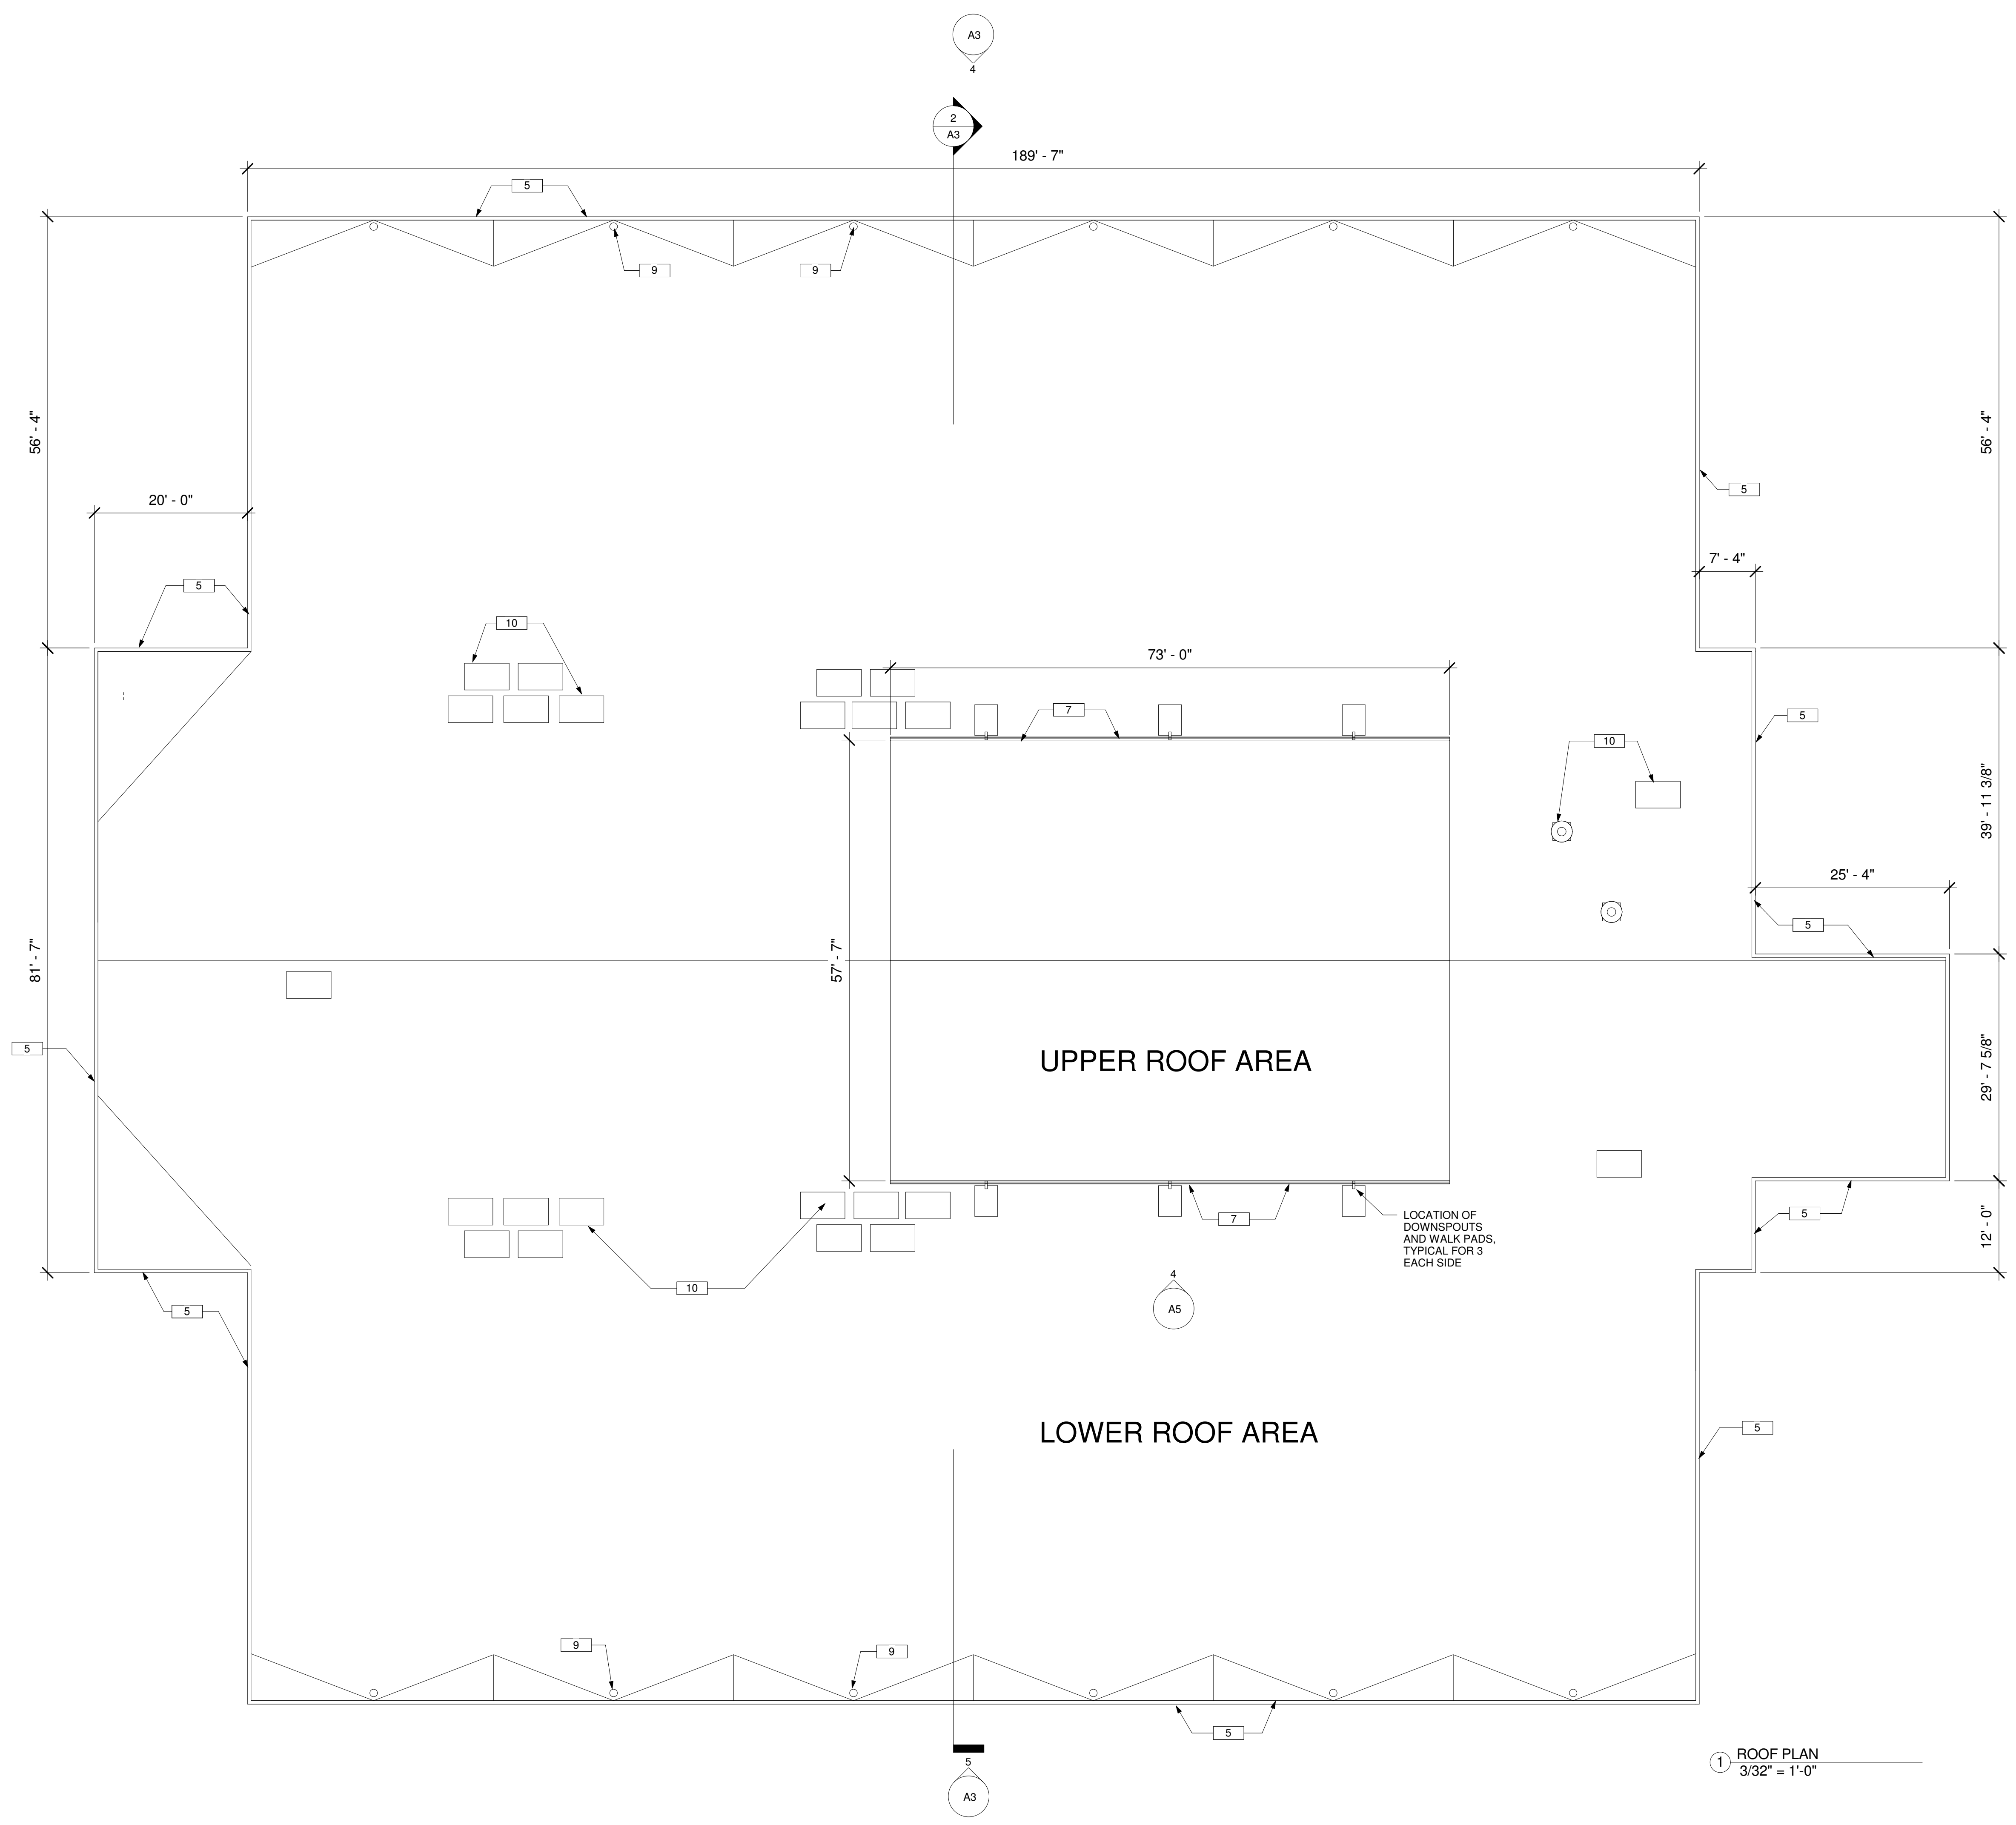 A3
4
2
A3
189' - 7"
5
9
9
56' - 4"
56' - 4"
5
20' - 0"
7' - 4"
5
10
73' - 0"
7
5
10
39' - 11 3/8"
25' - 4"
5
81' - 7"
57' - 7"
5
UPPER ROOF AREA
29' - 7 5/8"
7
5
LOCATION OF
DOWNSPOUTS
AND WALK PADS,
TYPICAL FOR 3
EACH SIDE
12' - 0"
4
A5
10
5
LOWER ROOF AREA
5
9
9
5
5
A3
1
ROOF PLAN
3/32" = 1'-0"